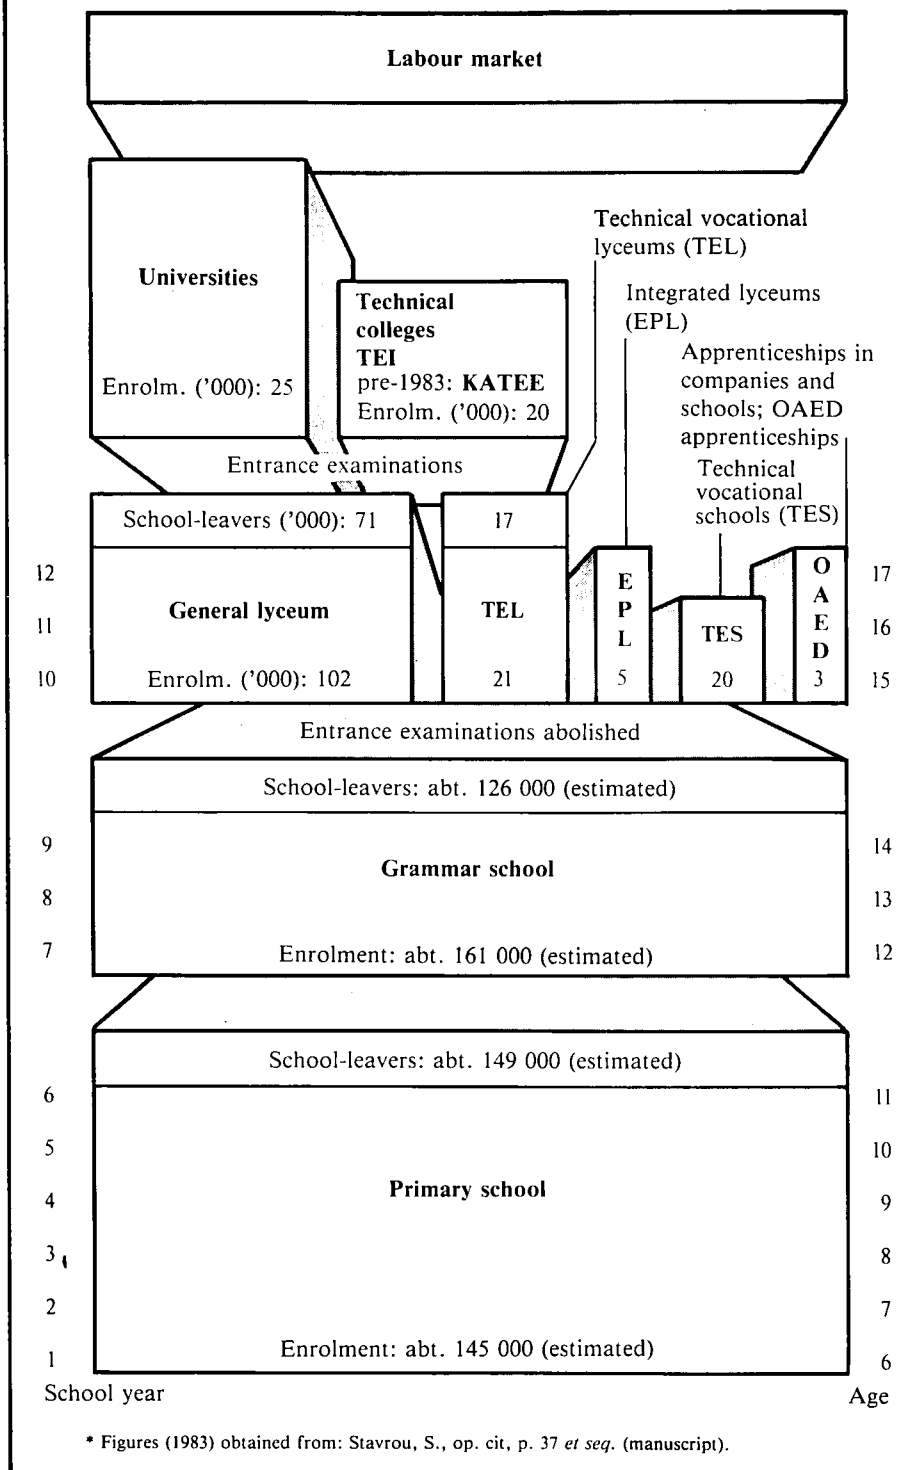 Labour market
Technical vocational
lyceums (TEL)
Universities
Integrated lyceums
(EPL)
Technical
colleges
TEI
pre-1983: KATEE
Enrolm. ('000): 20
Enrolm. ('000): 25
Apprenticeships in
companies and
schools; OAED
apprenticeships
Technical
vocational
schools (TES)
Entrance examinations
School-leavers ('000): 71
17
12
11
10
General lyceum
Enrolm. ('000): 102
TEL
21
E
P
L
5
TES
20
O
A
E
D
3
17
16
15
Entrance examinations abolished
School-leavers: abt. 126 000 (estimated)
9
8
7
Grammar school
Enrolment: abt. 161 000 (estimated)
14
13
12
School-leavers: abt. 149 000 (estimated)
6
5
4
3
2
1
Primary school
Enrolment: abt. 145 000 (estimated)
11
10
9
8
7
6
School year
Age
* Figures (1983) obtained from: Stavrou, S., op. cit, p. 37 et seq. (manuscript).